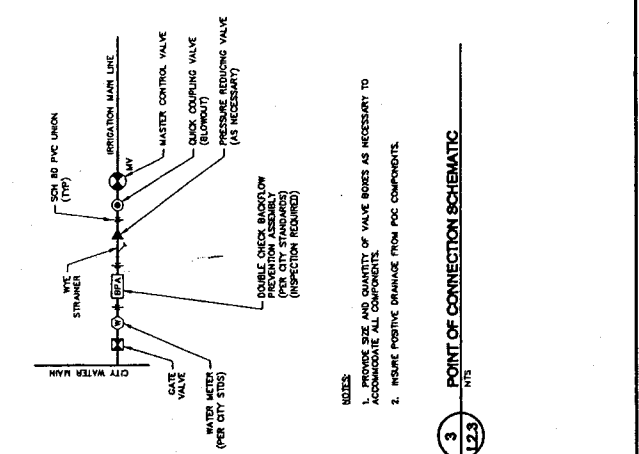 CITY WATER MAIN
GATE
VALVE
WATER METER
(PER CITY STDS)
W
WYE
STRAINER
BPA
DOUBLE CHECK BACKFLOW
PREVENTION ASSEMBLY
(PER CITY STANDARDS)
(INSPECTION REQUIRED)
SCH 80 PVC UNION
(TYP)
IRRIGATION MAIN LINE
MV
MASTER CONTROL VALVE
QUICK COUPLING VALVE
(BLOWOUT)
PRESSURE REDUCING VALVE
(AS NECESSARY)
NOTES:
1. PROVIDE SIZE AND QUANTITY OF VALVE BOXES AS NECESSARY TO
ACCOMMODATE ALL COMPONENTS.
2. INSURE POSITIVE DRAINAGE FROM POC COMPONENTS.
3
POINT OF CONNECTION SCHEMATIC
NTS